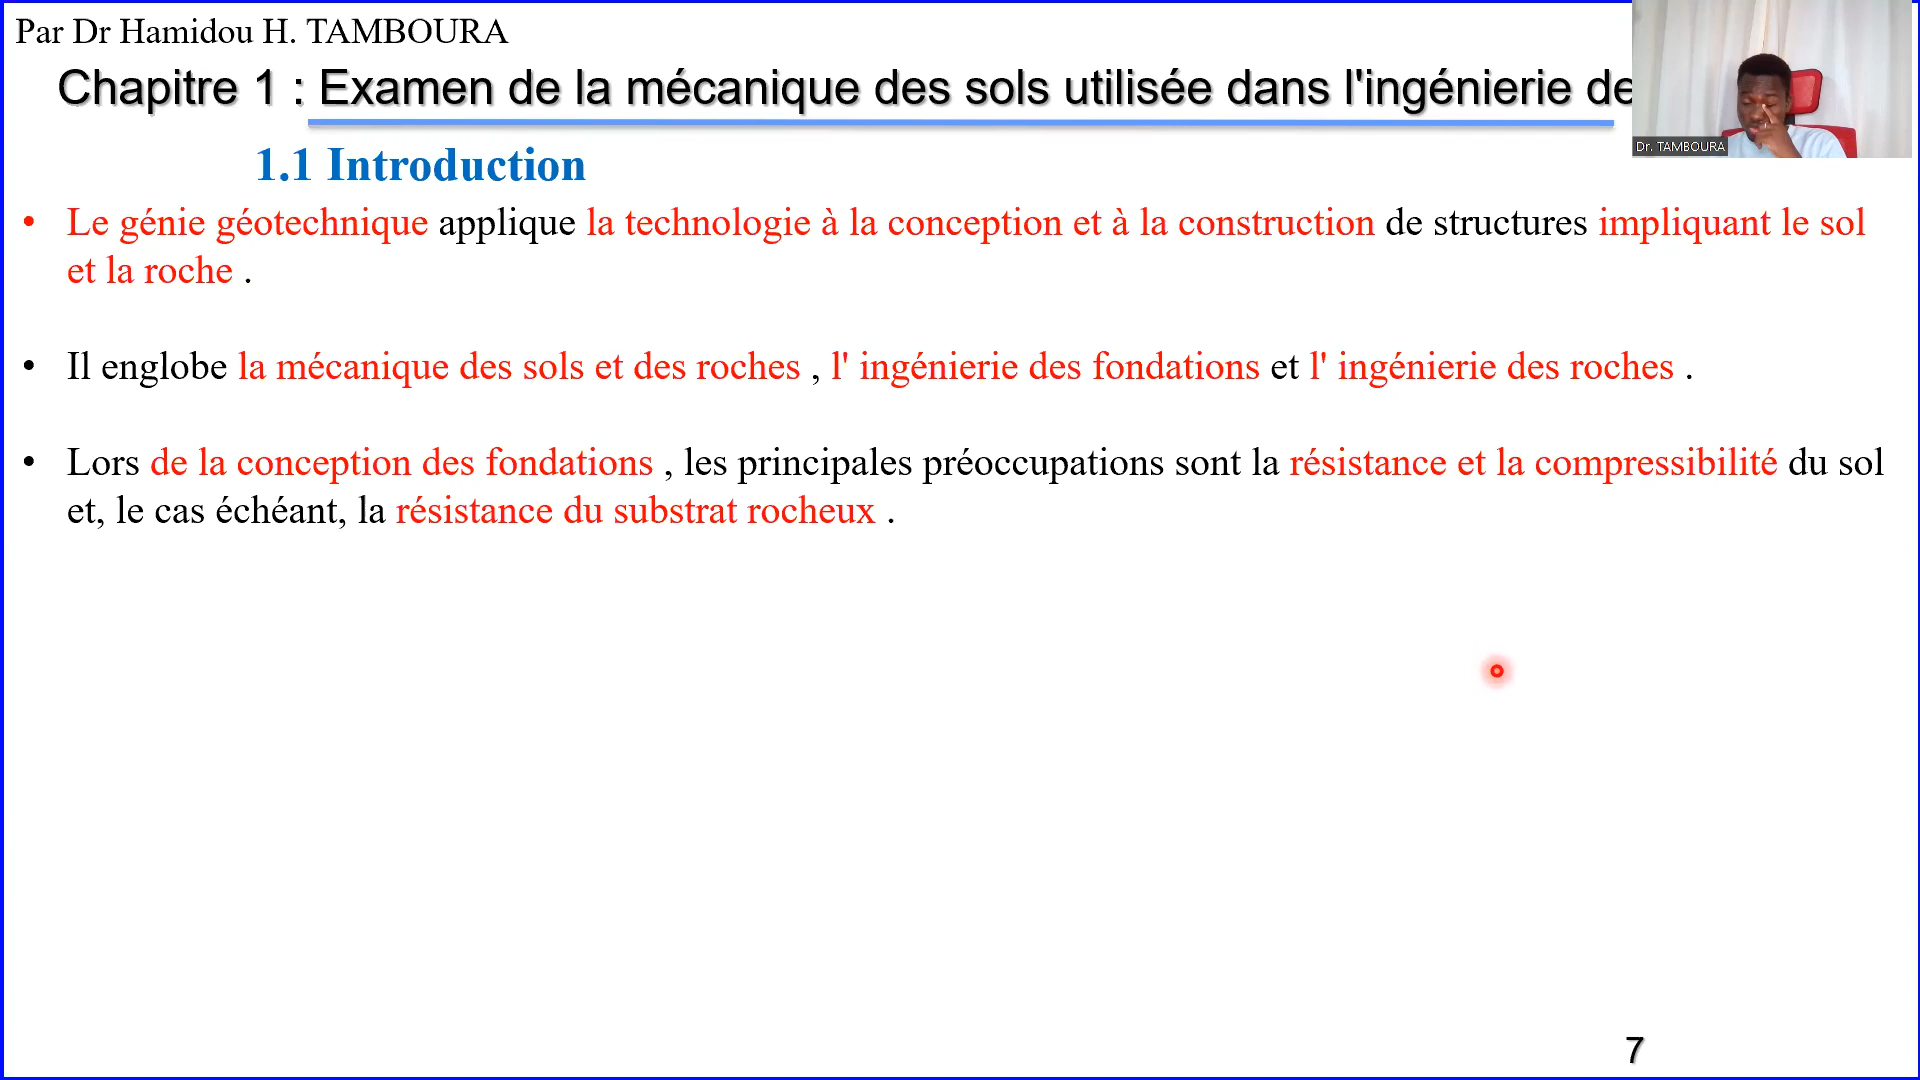 Par Dr Hamidou H. TAMBOURA
Chapitre 1 : Examen de la mécanique des sols utilisée dans l'ingénierie de
Dr. TAMBOURA
1.1 Introduction
• Le génie géotechnique applique la technologie à la conception et à la construction de structures impliquant le sol
et la roche .
• Il englobe la mécanique des sols et des roches , l' ingénierie des fondations et l' ingénierie des roches .
• Lors de la conception des fondations , les principales préoccupations sont la résistance et la compressibilité du sol
et, le cas échéant, la résistance du substrat rocheux .
7